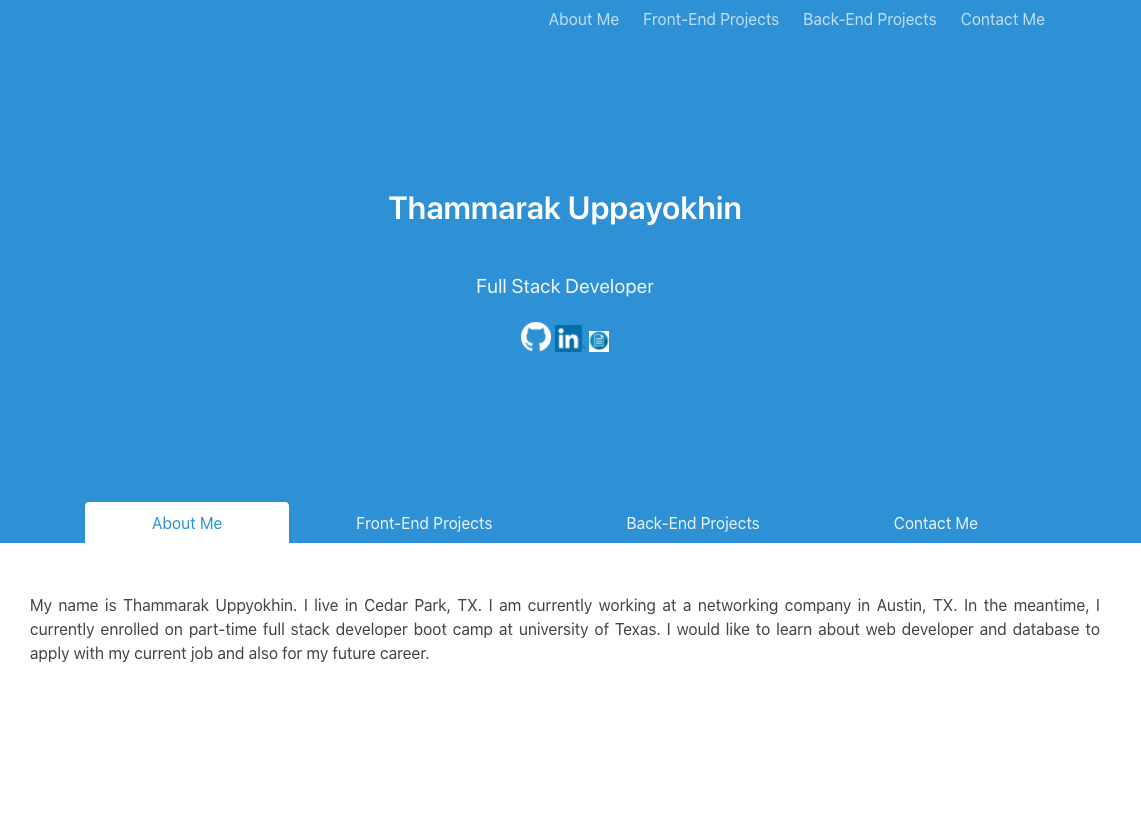 About Me Front-End Projects Back-End Projects Contact Me
Thammarak Uppayokhin
Full Stack Developer
in
About Me Front-End Projects Back-End Projects Contact Me
My name is Thammarak Uppyokhin. I live in Cedar Park, TX. I am currently working at a networking company in Austin, TX. In the meantime, I
currently enrolled on part-time full stack developer boot camp at university of Texas. I would like to learn about web developer and database to
apply with my current job and also for my future career.